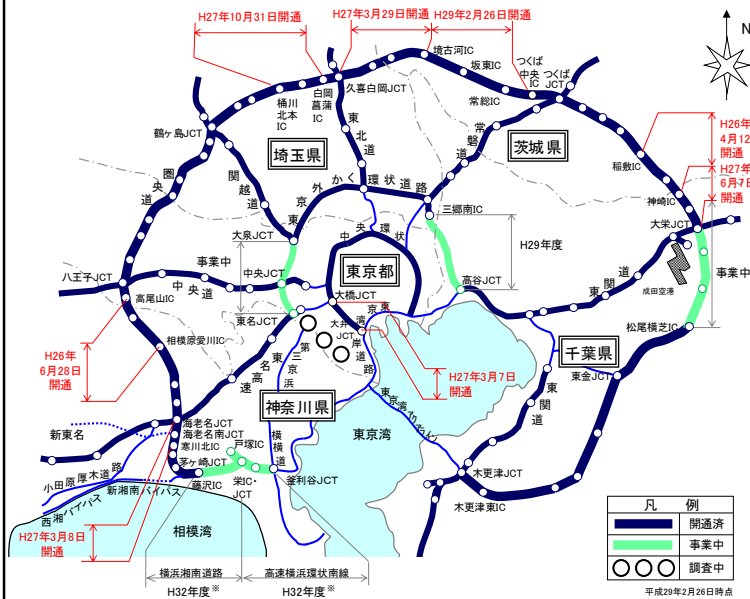 H27年10月31日開通
H27年3月29日開通
H29年2月26日開通
N
境古河IC
坂東IC
つくば
中央
IC
つくば
JCT
常総IC
白岡
菖蒲
IC
久喜白岡JCT
桶川
北本
IC
鶴ヶ島JCT
圏央道
関越道
埼玉県
東北道
常磐道
茨城県
H26年
4月12日
開通
稲敷IC
H27年
6月7日
開通
神崎IC
大栄JCT
東京外かく環状道路
三郷南IC
大泉JCT
中央環状
H29年度
事業中
事業中
八王子JCT
中央道
中央JCT
東京都
高谷JCT
東関道
成田空港
高尾山IC
大橋JCT
東名JCT
大井
JCT
東京湾岸道路
松尾横芝IC
相模原愛川IC
H26年
6月28日
開通
東名高速
第三京浜
H27年3月7日
開通
千葉県
東金JCT
神奈川県
東京湾アクアライン
東京湾
東関道
新東名
海老名JCT
海老名南JCT
寒川北IC
戸塚IC
茅ヶ崎JCT
横横道
小田原厚木道路
新湘南バイパス
西湘バイパス
藤沢IC
栄IC・
JCT
釜利谷JCT
木更津JCT
木更津東IC
H27年3月8日
開通
相模湾
横浜湘南道路
高速横浜環状南線
H32年度※
H32年度※
凡 例
開通済
事業中
調査中
平成29年2月26日時点